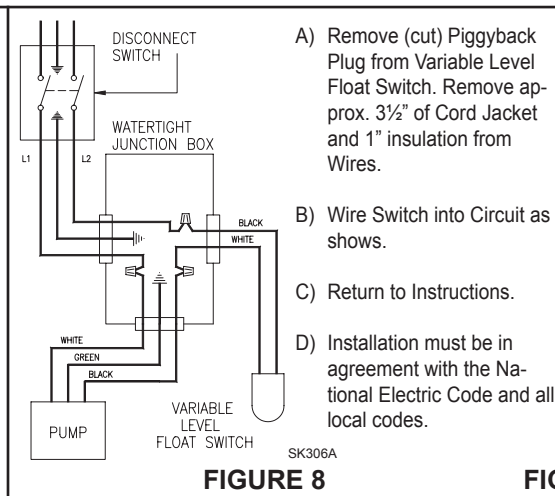 DISCONNECT
SWITCH
L1
L2
WATERTIGHT
JUNCTION BOX
BLACK
WHITE
WHITE
GREEN
BLACK
PUMP
VARIABLE
LEVEL
FLOAT SWITCH
SK306A
FIGURE 8
A) Remove (cut) Piggyback
Plug from Variable Level
Float Switch. Remove ap-
prox. 3½” of Cord Jacket
and 1” insulation from
Wires.
B) Wire Switch into Circuit as
shows.
C) Return to Instructions.
D) Installation must be in
agreement with the Na-
tional Electric Code and all
local codes.